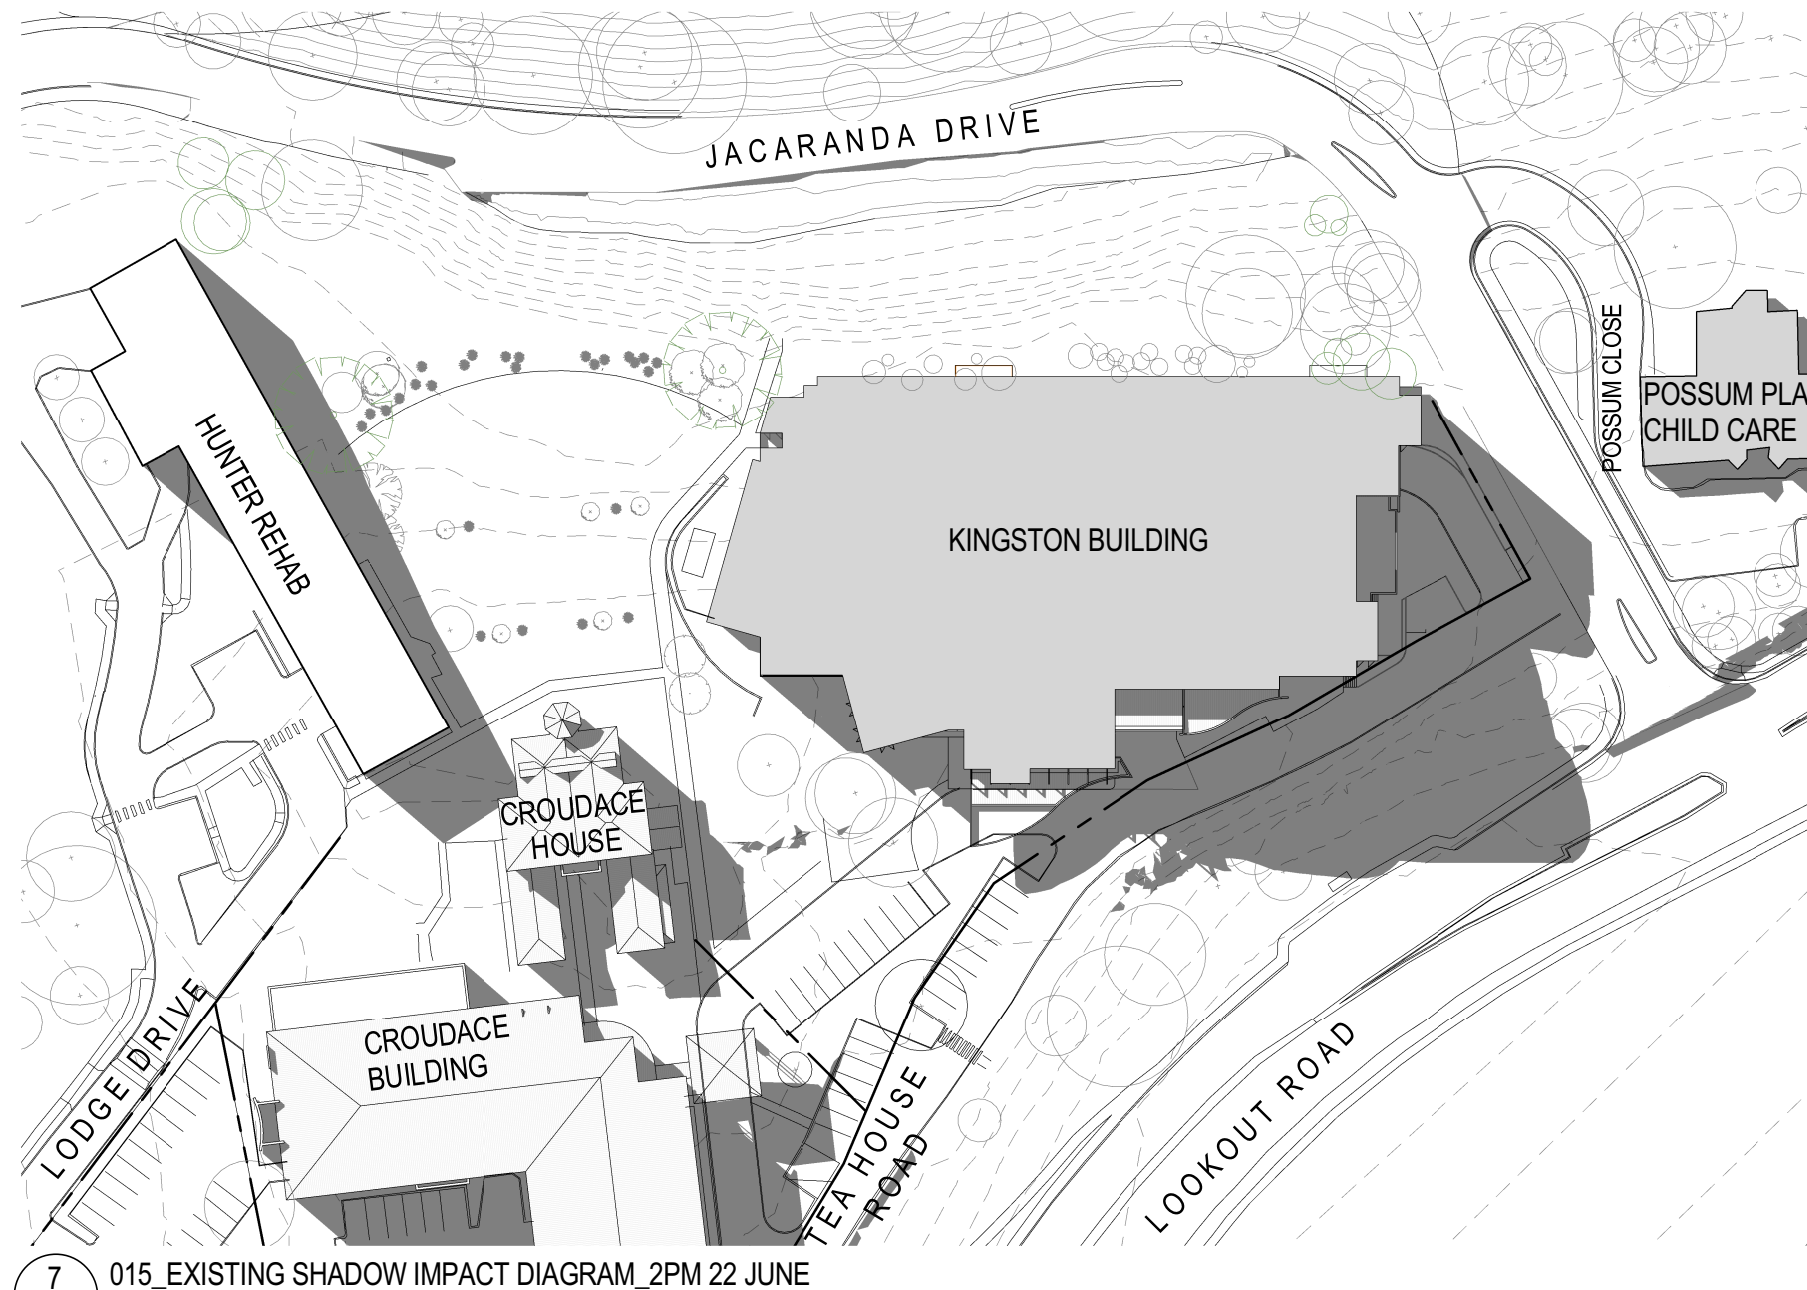 JACARANDA DRIVE
POSSUM CLOSE
POSSUM PLA
CHILD CARE
HUNTER REHAB
KINGSTON BUILDING
CROUDACE
HOUSE
CROUDACE
BUILDING
LODGE DRIVE
TEA HOUSE
ROAD
LOOKOUT ROAD
7
015_EXISTING SHADOW IMPACT DIAGRAM_2PM 22 JUNE